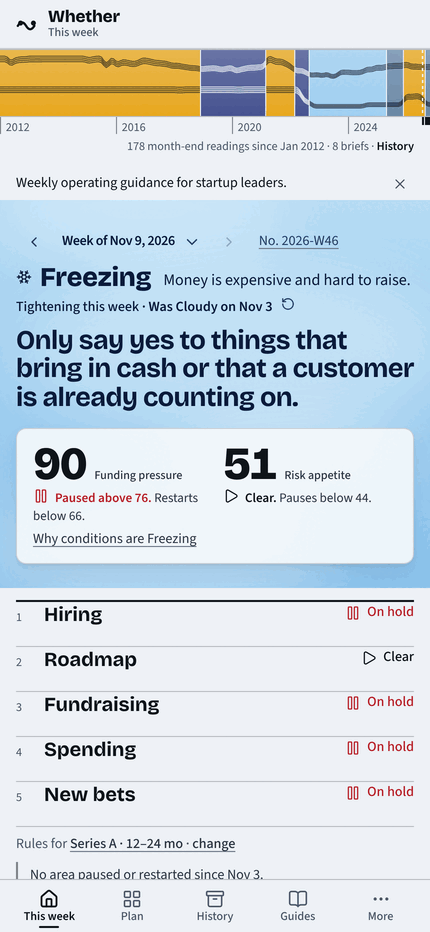 Whether
This week
2012 2016 2020 2024
178 month-end readings since Jan 2012 · 8 briefs · History
Weekly operating guidance for startup leaders.
Week of Nov 9, 2026 No. 2026-W46
Freezing Money is expensive and hard to raise.
Tightening this week · Was Cloudy on Nov 3
Only say yes to things that
bring in cash or that a customer
is already counting on.
90 Funding pressure
Paused above 76. Restarts
below 66.
51 Risk appetite
Clear. Pauses below 44.
Why conditions are Freezing
1 Hiring On hold
2 Roadmap Clear
3 Fundraising On hold
4 Spending On hold
5 New bets On hold
Rules for Series A · 12–24 mo · change
No area paused or restarted since Nov 3.
This week Plan History Guides More